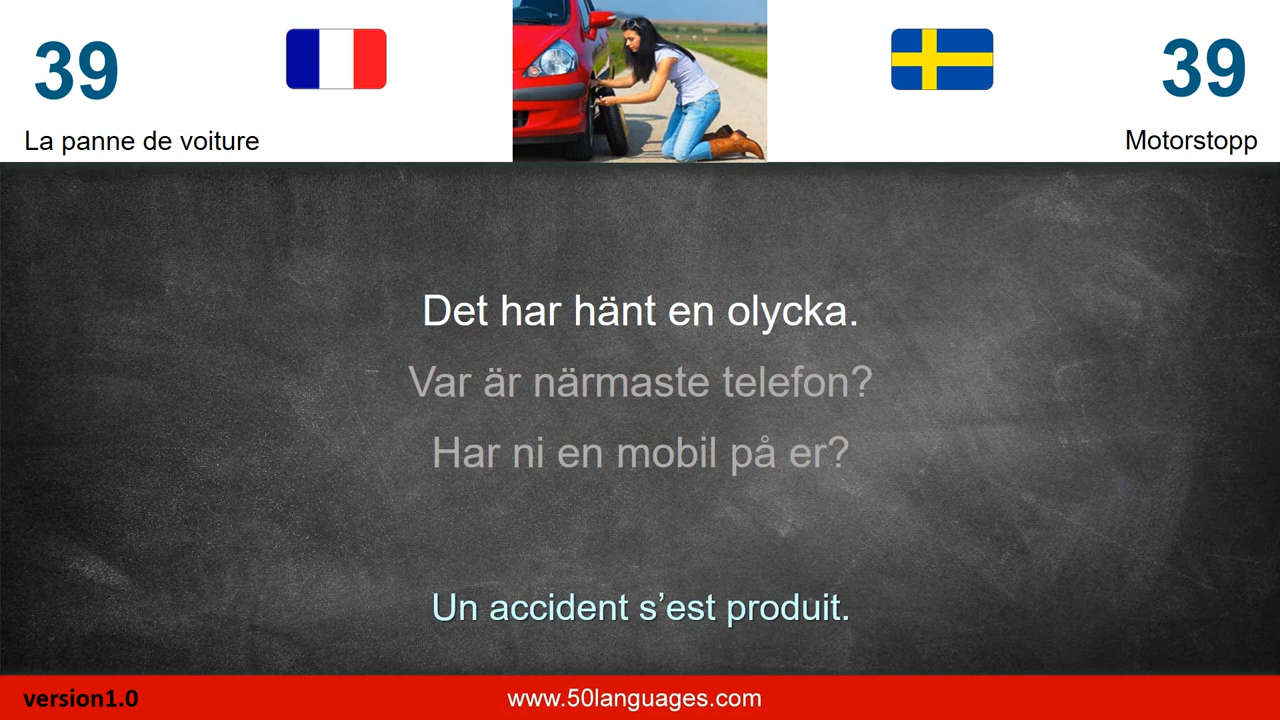 39
39
La panne de voiture
Motorstopp
Det har hänt en olycka.
Var är närmaste telefon?
Har ni en mobil på er?
Un accident s’est produit.
version1.0
www.50languages.com